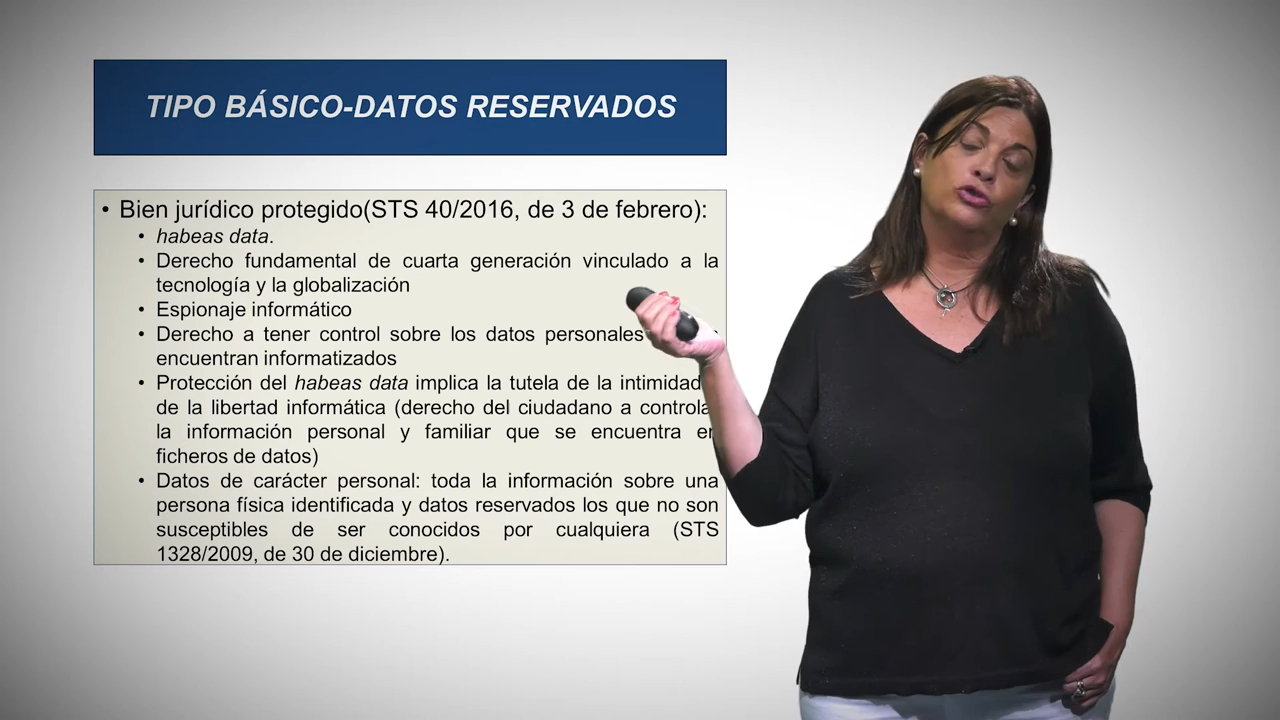 TIPO BÁSICO-DATOS RESERVADOS
• Bien jurídico protegido(STS 40/2016, de 3 de febrero):
• habeas data.
• Derecho fundamental de cuarta generación vinculado a la
tecnología y la globalización
• Espionaje informático
• Derecho a tener control sobre los datos personales
encuentran informatizados
• Protección del habeas data implica la tutela de la intimidad
de la libertad informática (derecho del ciudadano a controla
la información personal y familiar que se encuentra en
ficheros de datos)
• Datos de carácter personal: toda la información sobre una
persona física identificada y datos reservados los que no son
susceptibles de ser conocidos por cualquiera (STS
1328/2009, de 30 de diciembre).